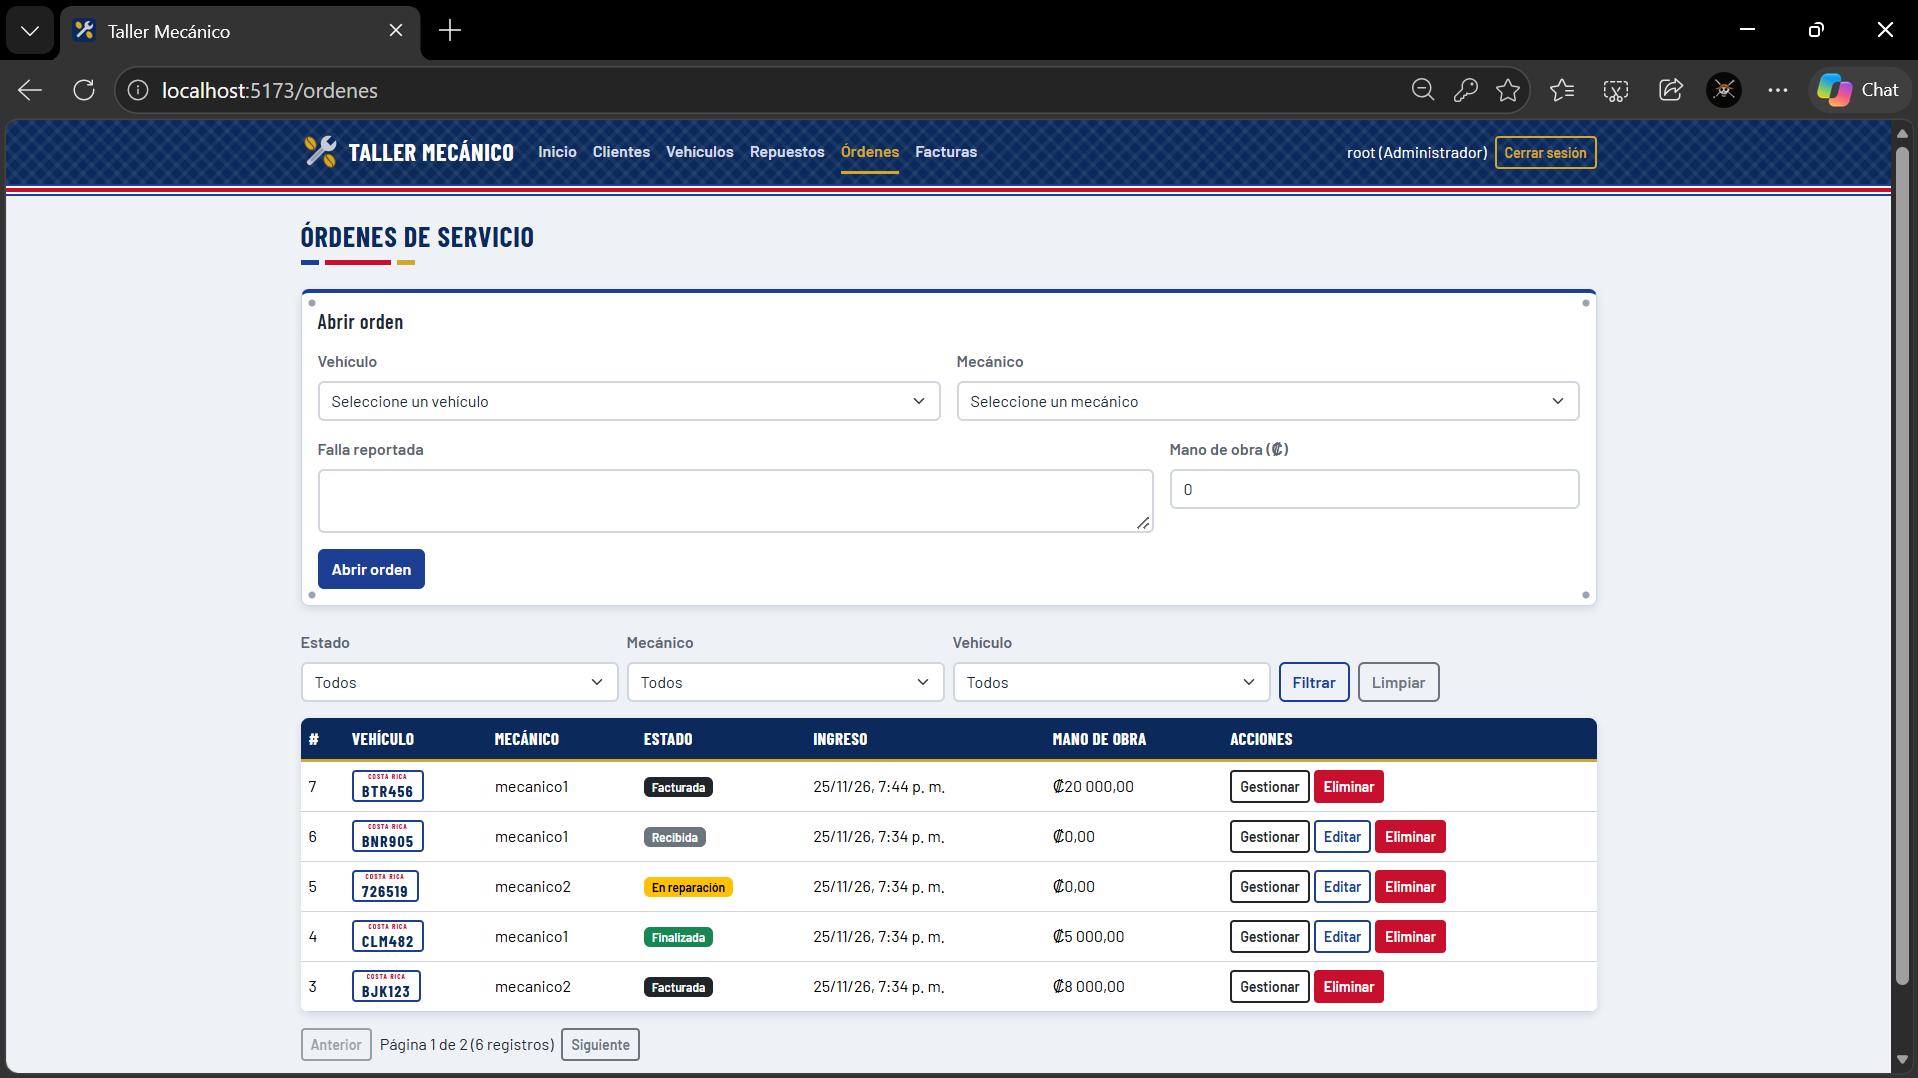 Taller Mecánico
localhost:5173/ordenes
Chat
TALLER MECÁNICO Inicio Clientes Vehículos Repuestos Órdenes Facturas root (Administrador) Cerrar sesión
ÓRDENES DE SERVICIO
Abrir orden
Vehículo Mecánico
Seleccione un vehículo Seleccione un mecánico
Falla reportada Mano de obra (₡)
0
Abrir orden
Estado Mecánico Vehículo
Todos Todos Todos Filtrar Limpiar
# VEHÍCULO MECÁNICO ESTADO INGRESO MANO DE OBRA ACCIONES
COSTA RICA
7 BTR456 mecanico1 Facturada 25/11/26, 7:44 p. m. ₡20 000,00 Gestionar Eliminar
COSTA RICA
6 BNR905 mecanico1 Recibida 25/11/26, 7:34 p. m. ₡0,00 Gestionar Editar Eliminar
COSTA RICA
5 726519 mecanico2 En reparación 25/11/26, 7:34 p. m. ₡0,00 Gestionar Editar Eliminar
COSTA RICA
4 CLM482 mecanico1 Finalizada 25/11/26, 7:34 p. m. ₡5 000,00 Gestionar Editar Eliminar
COSTA RICA
3 BJK123 mecanico2 Facturada 25/11/26, 7:34 p. m. ₡8 000,00 Gestionar Eliminar
Anterior Página 1 de 2 (6 registros) Siguiente